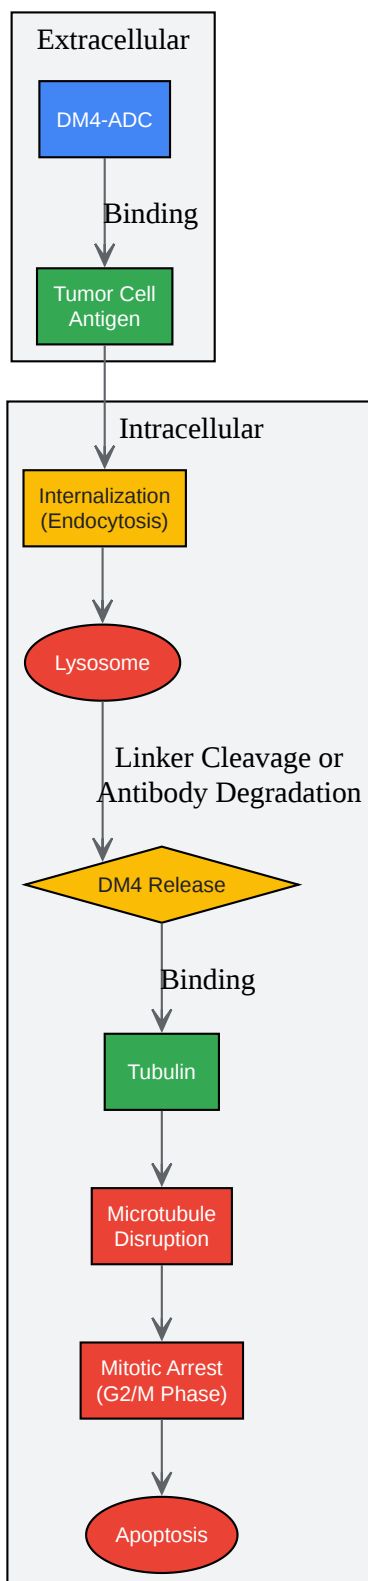 Extracellular
DM4-ADC
Binding
Tumor Cell
Antigen
Intracellular
Internalization
(Endocytosis)
Lysosome
Linker Cleavage or
Antibody Degradation
DM4 Release
Binding
Tubulin
Microtubule
Disruption
Mitotic Arrest
(G2/M Phase)
Apoptosis